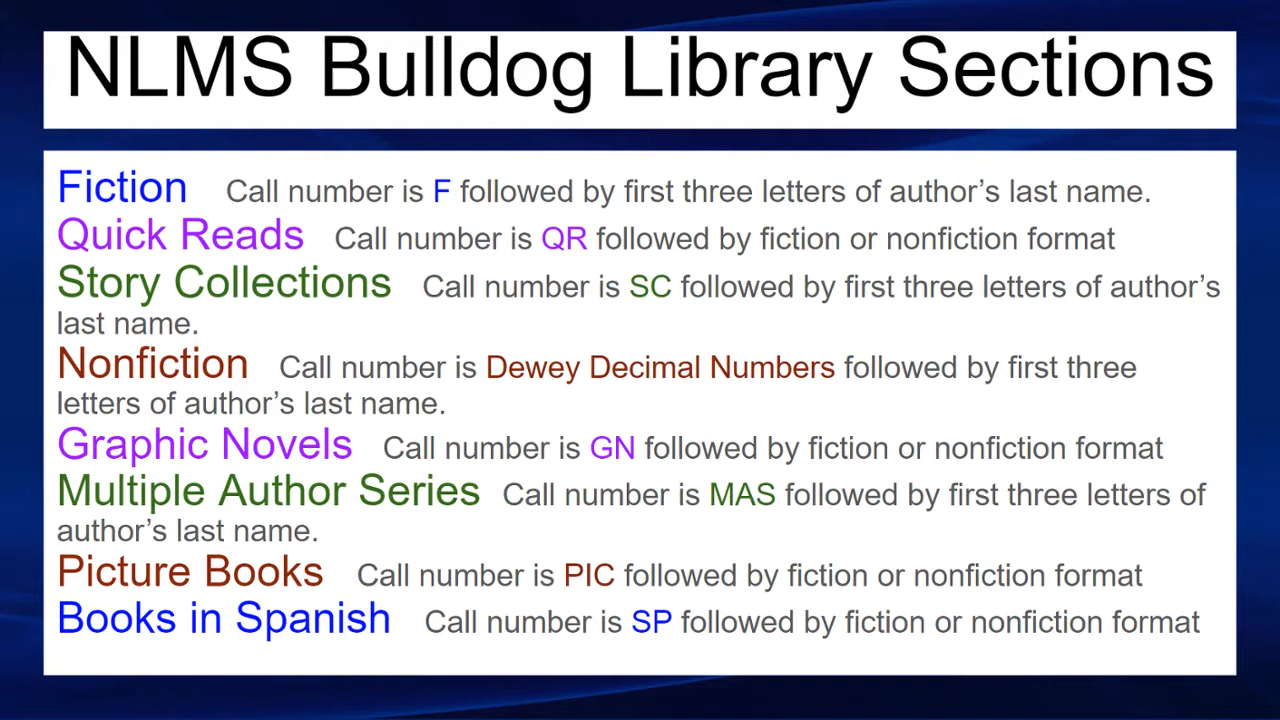 NLMS Bulldog Library Sections
Fiction Call number is F followed by first three letters of author’s last name.
Quick Reads Call number is QR followed by fiction or nonfiction format
Story Collections Call number is SC followed by first three letters of author’s
last name.
Nonfiction Call number is Dewey Decimal Numbers followed by first three
letters of author’s last name.
Graphic Novels Call number is GN followed by fiction or nonfiction format
Multiple Author Series Call number is MAS followed by first three letters of
author’s last name.
Picture Books Call number is PIC followed by fiction or nonfiction format
Books in Spanish Call number is SP followed by fiction or nonfiction format